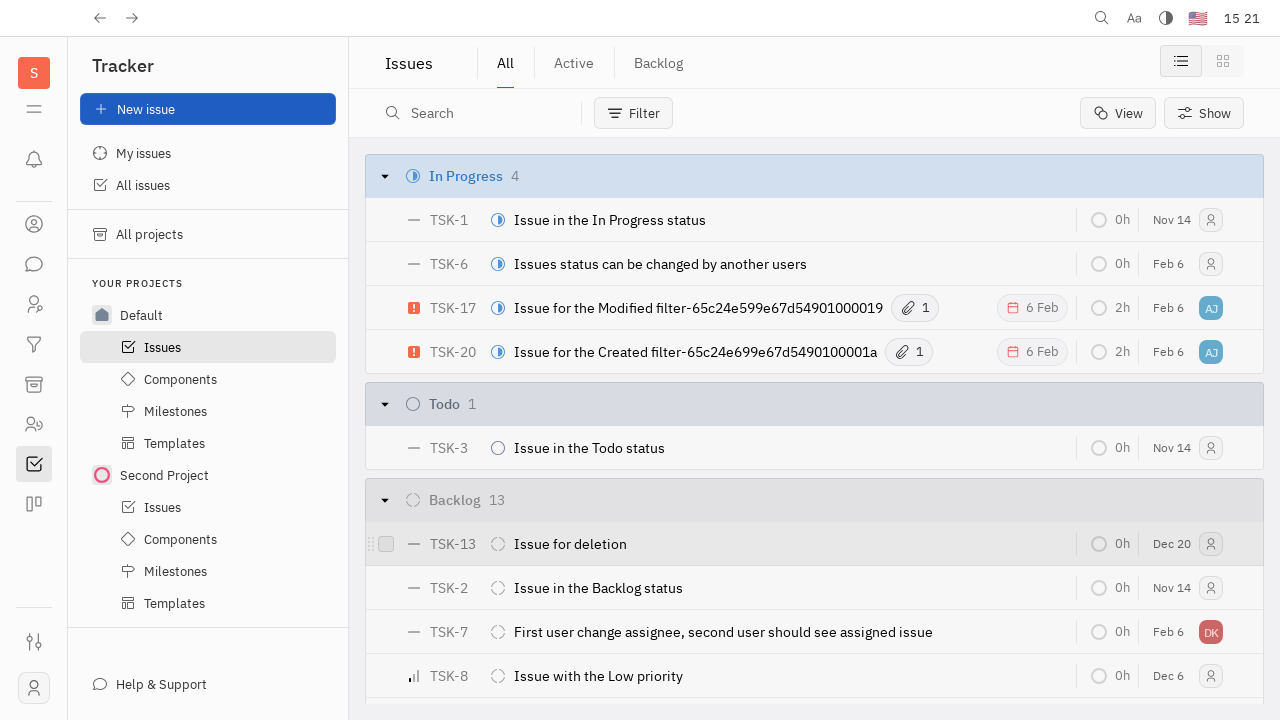 Aa 15 21
S
Tracker
New issue
My issues
All issues
All projects
YOUR PROJECTS
Default
Issues
Components
Milestones
Templates
Second Project
Issues
Components
Milestones
Templates
Help & Support
Issues All Active Backlog
Search Filter View Show
In Progress 4
TSK-1 Issue in the In Progress status 0h Nov 14
TSK-6 Issues status can be changed by another users 0h Feb 6
TSK-17 Issue for the Modified filter-65c24e599e67d54901000019 1 6 Feb 2h Feb 6 AJ
TSK-20 Issue for the Created filter-65c24e699e67d5490100001a 1 6 Feb 2h Feb 6 AJ
Todo 1
TSK-3 Issue in the Todo status 0h Nov 14
Backlog 13
TSK-13 Issue for deletion 0h Dec 20
TSK-2 Issue in the Backlog status 0h Nov 14
TSK-7 First user change assignee, second user should see assigned issue 0h Feb 6 DK
TSK-8 Issue with the Low priority 0h Dec 6